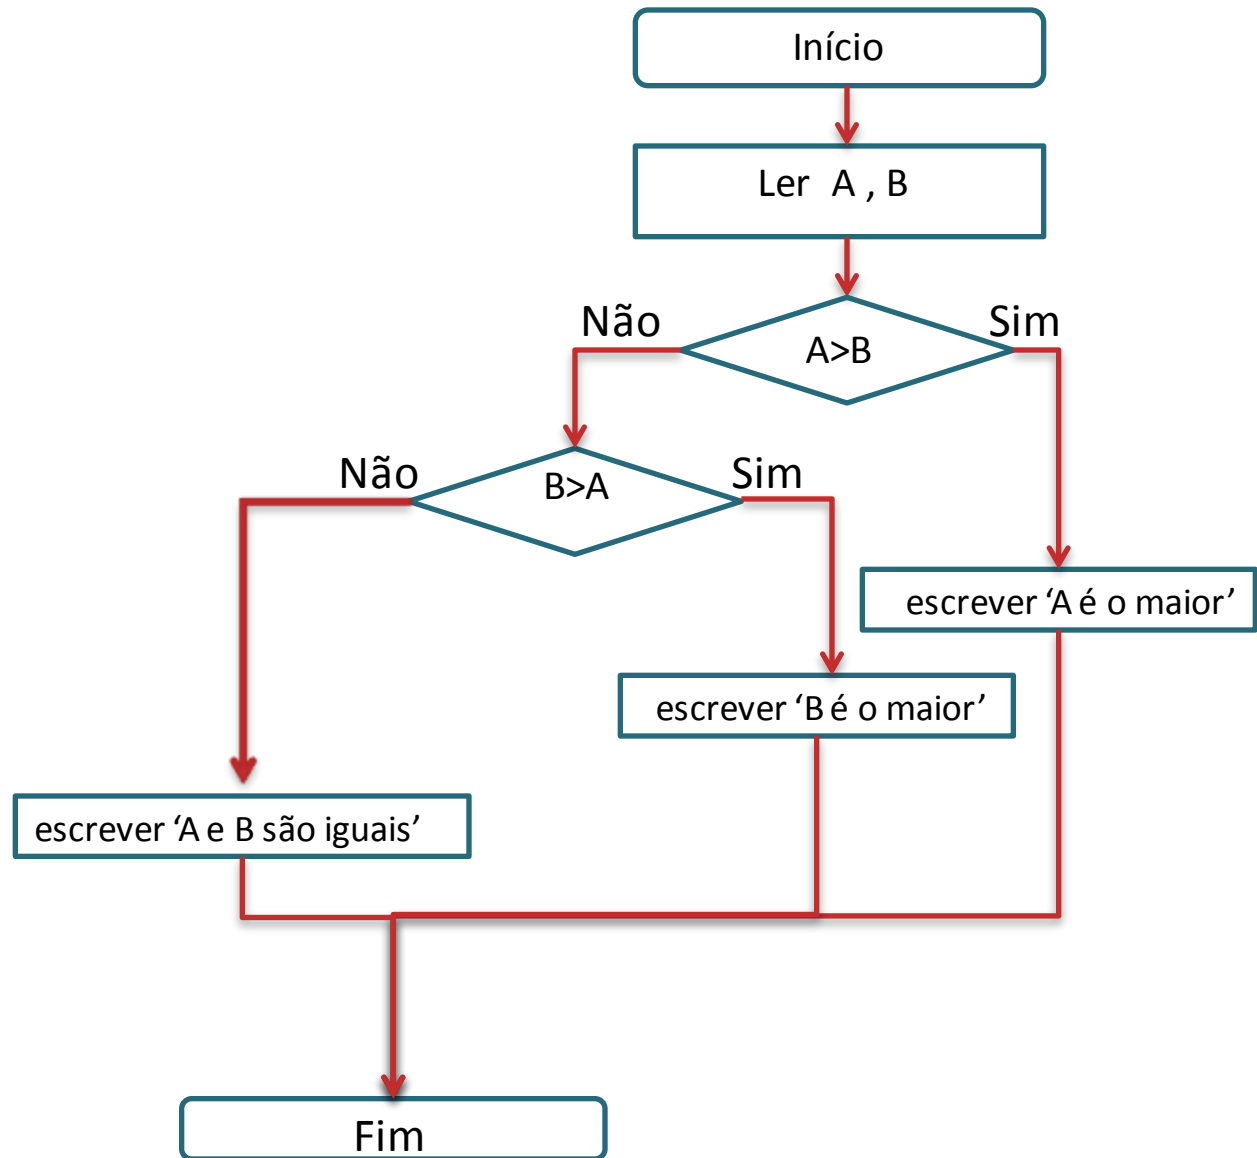 Início
Ler A , B
Não
Sim
A>B
Não
Sim
B>A
escrever ‘A é o maior’
escrever ‘B é o maior’
escrever ‘A e B são iguais’
Fim